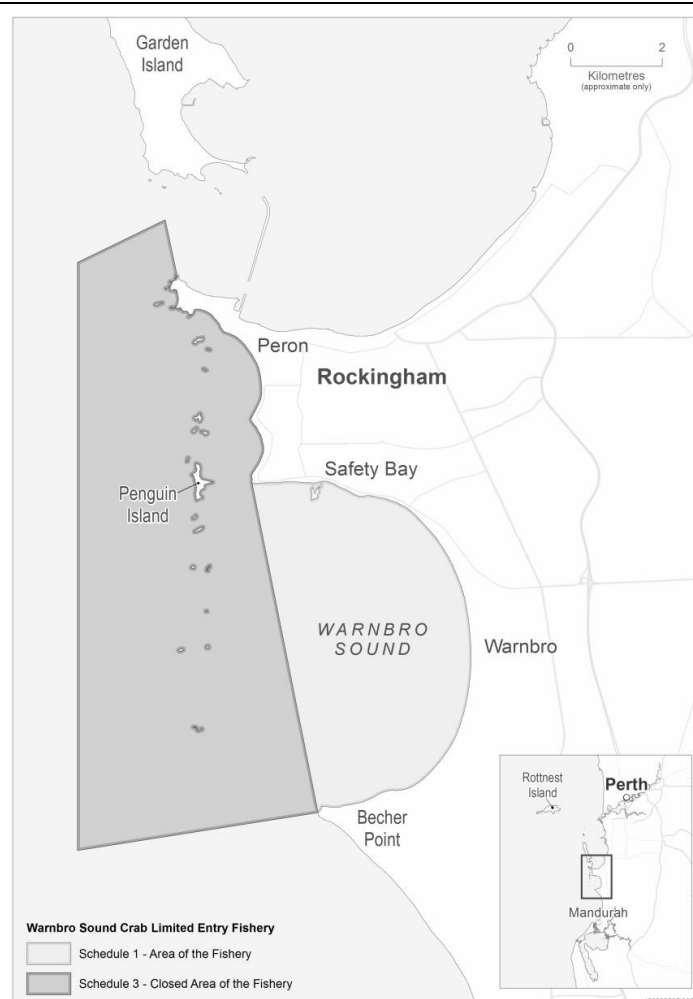 Garden
Island
0 2
Kilometres
(approximate only)
Peron
Rockingham
Safety Bay
Penguin
Island
WARNBRO
SOUND
Warnbro
Becher
Point
Rottnest
Island
Perth
Mandurah
Warnbro Sound Crab Limited Entry Fishery
Schedule 1 - Area of the Fishery
Schedule 3 - Closed Area of the Fishery